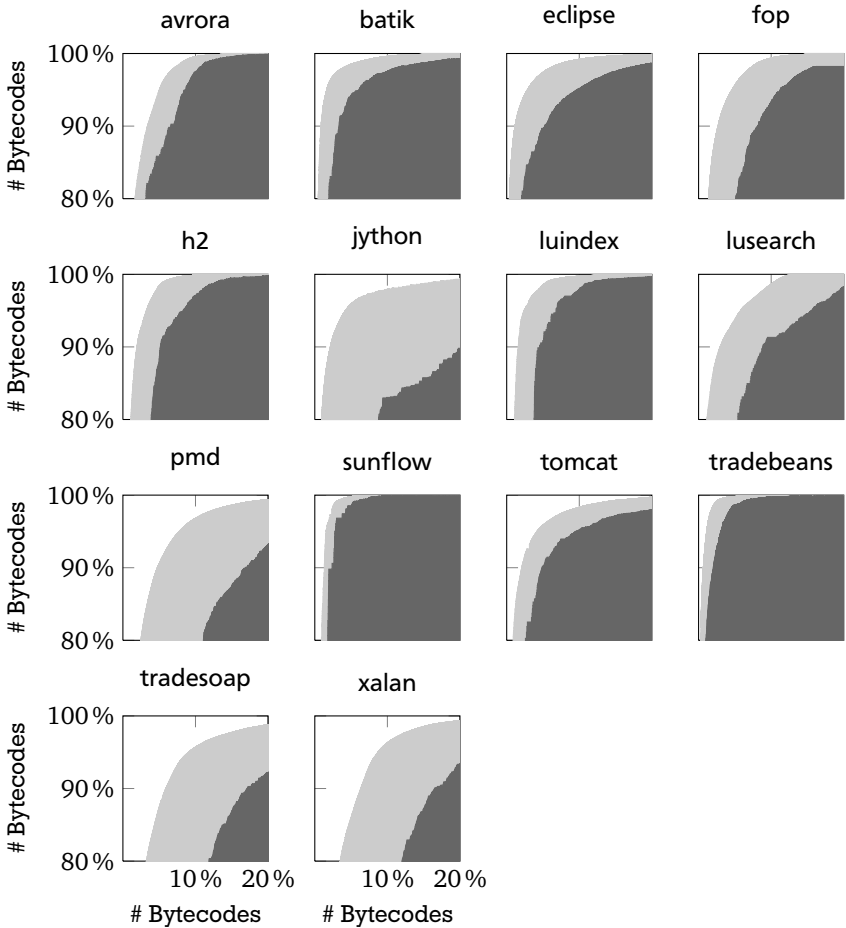 avrora batik eclipse fop
100 %
90 %
80 %
# Bytecodes
h2 jython luindex lusearch
100 %
90 %
80 %
# Bytecodes
pmd sunflow tomcat tradebeans
100 %
90 %
80 %
# Bytecodes
tradesoap xalan
100 %
90 %
80 %
# Bytecodes
10 % 20 % 10 % 20 %
# Bytecodes # Bytecodes